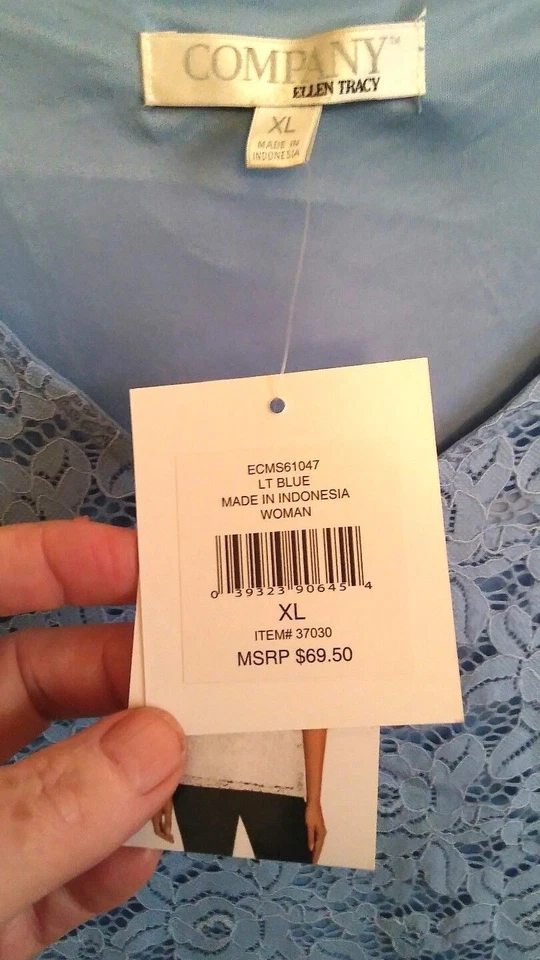 COMPANY™
ELLEN TRACY
XL
MADE IN
INDONESIA
ECMS61047
LT BLUE
MADE IN INDONESIA
WOMAN
0 39323 90645 4
XL
ITEM# 37030
MSRP $69.50